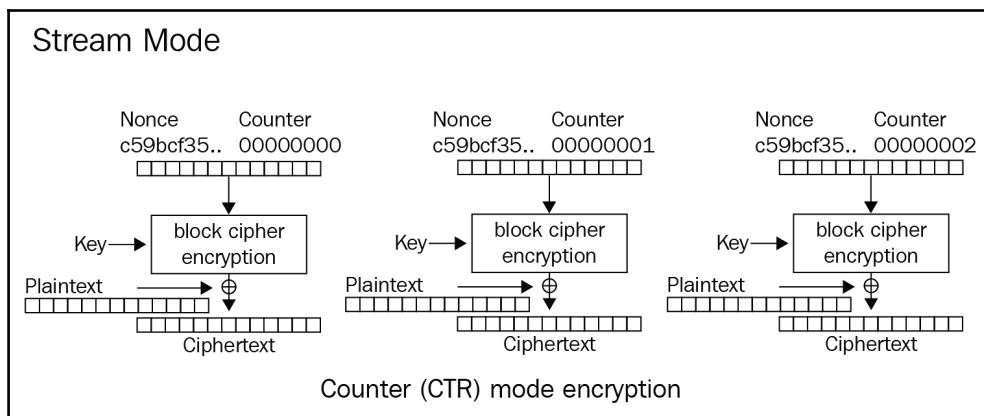 Stream Mode
Nonce Counter
c59bcf35.. 00000000
Nonce Counter
c59bcf35.. 00000001
Nonce Counter
c59bcf35.. 00000002
Key
block cipher
encryption
Key
block cipher
encryption
Key
block cipher
encryption
Plaintext
Plaintext
Plaintext
Ciphertext
Ciphertext
Ciphertext
Counter (CTR) mode encryption